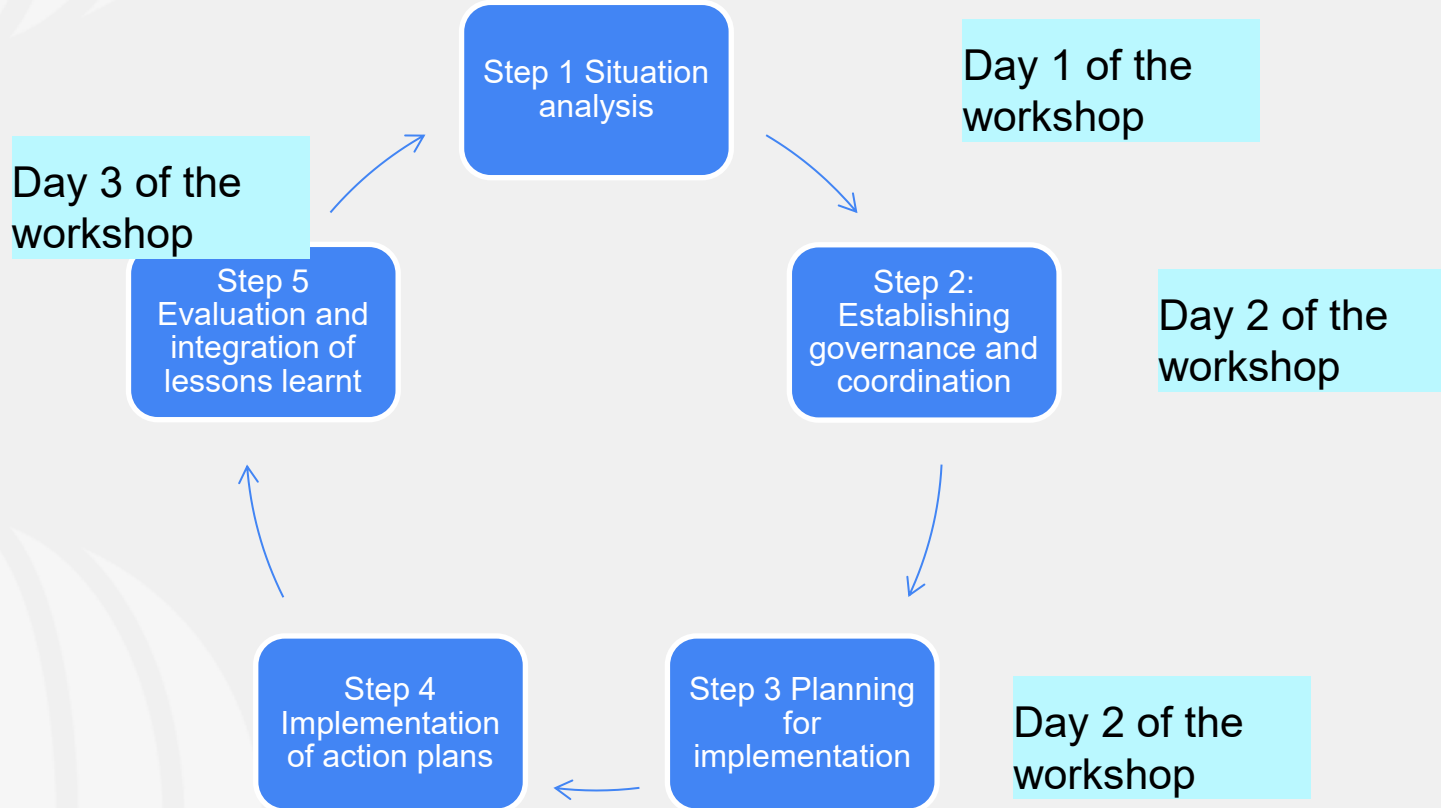 Step 1 Situation
analysis
Day 1 of the
workshop
Step 2:
Establishing
governance and
coordination
Day 2 of the
workshop
Step 3 Planning
for
implementation
Day 2 of the
workshop
Step 4
Implementation
of action plans
Step 5
Evaluation and
integration of
lessons learnt
Day 3 of the
workshop